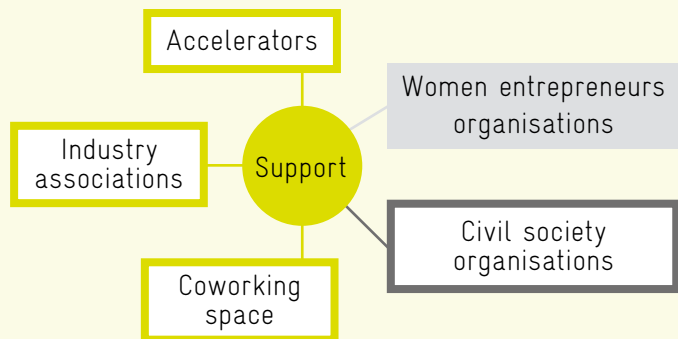 Accelerators
Women entrepreneurs
organisations
Industry
associations
Support
Civil society
organisations
Coworking
space